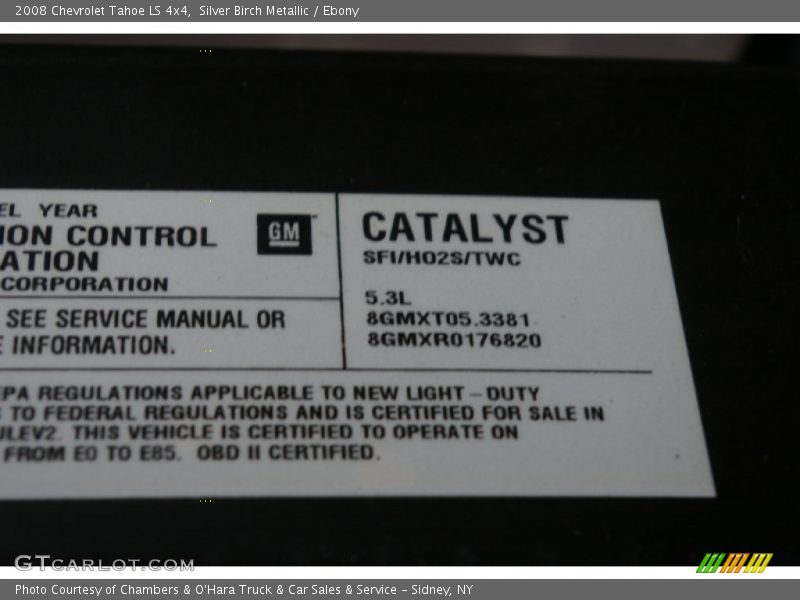 2008 Chevrolet Tahoe LS 4x4,  Silver Birch Metallic / Ebony
EL YEAR
ION CONTROL
ATION
CORPORATION
GM
SEE SERVICE MANUAL OR
E INFORMATION.
CATALYST
SFI/HO2S/TWC
5.3L
8GMXT05.3381
8GMXR0176820
EPA REGULATIONS APPLICABLE TO NEW LIGHT - DUTY
TO FEDERAL REGULATIONS AND IS CERTIFIED FOR SALE IN
ULEV2. THIS VEHICLE IS CERTIFIED TO OPERATE ON
FROM E0 TO E85. OBD II CERTIFIED.
GTCARLOT.COM
Photo Courtesy of Chambers & O'Hara Truck & Car Sales & Service - Sidney, NY